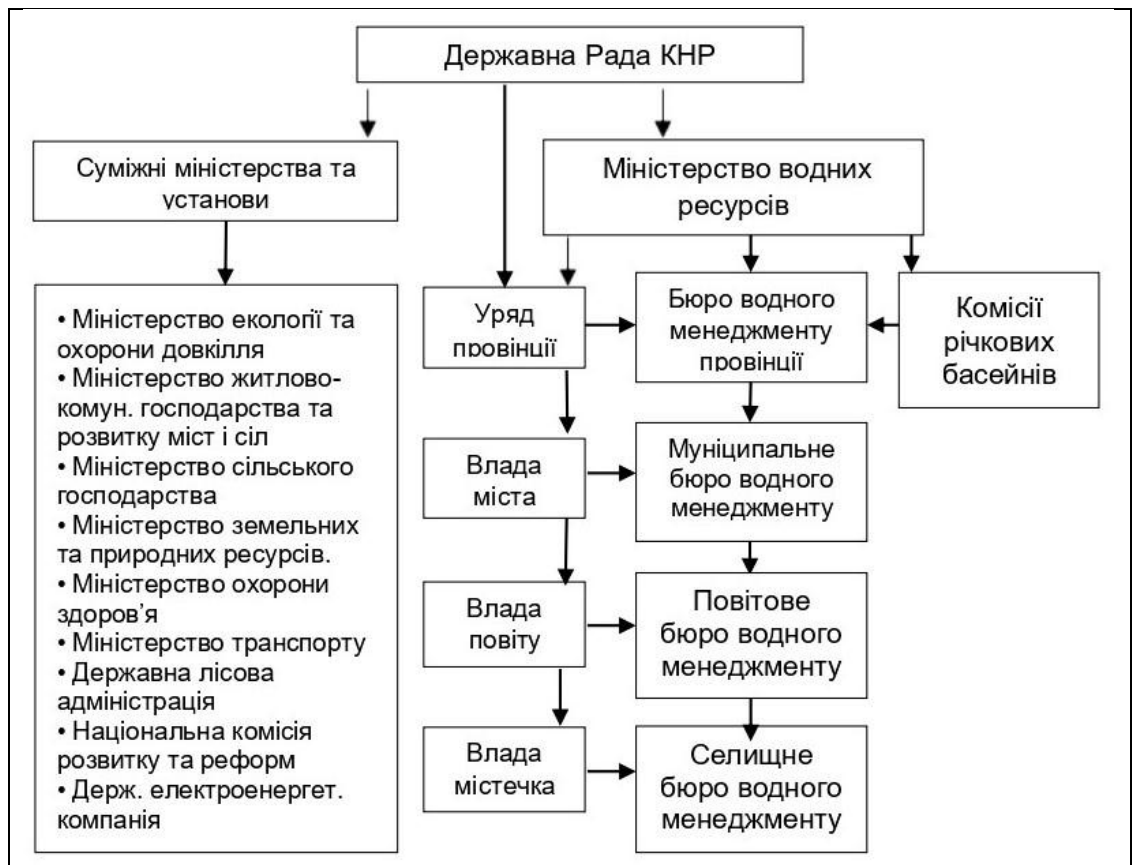 Державна Рада КНР
Суміжні міністерства та
установи
Міністерство водних
ресурсів
• Міністерство екології та
охорони довкілля
• Міністерство житлово-
комун. господарства та
розвитку міст і сіл
• Міністерство сільського
господарства
• Міністерство земельних
та природних ресурсів.
• Міністерство охорони
здоров’я
• Міністерство транспорту
• Державна лісова
адміністрація
• Національна комісія
розвитку та реформ
• Держ. електроенергет.
компанія
Уряд
провінції
Бюро водного
менеджменту
провінції
Комісії
річкових
басейнів
Влада
міста
Муніципальне
бюро водного
менеджменту
Влада
повіту
Повітове
бюро водного
менеджменту
Влада
містечка
Селищне
бюро водного
менеджменту